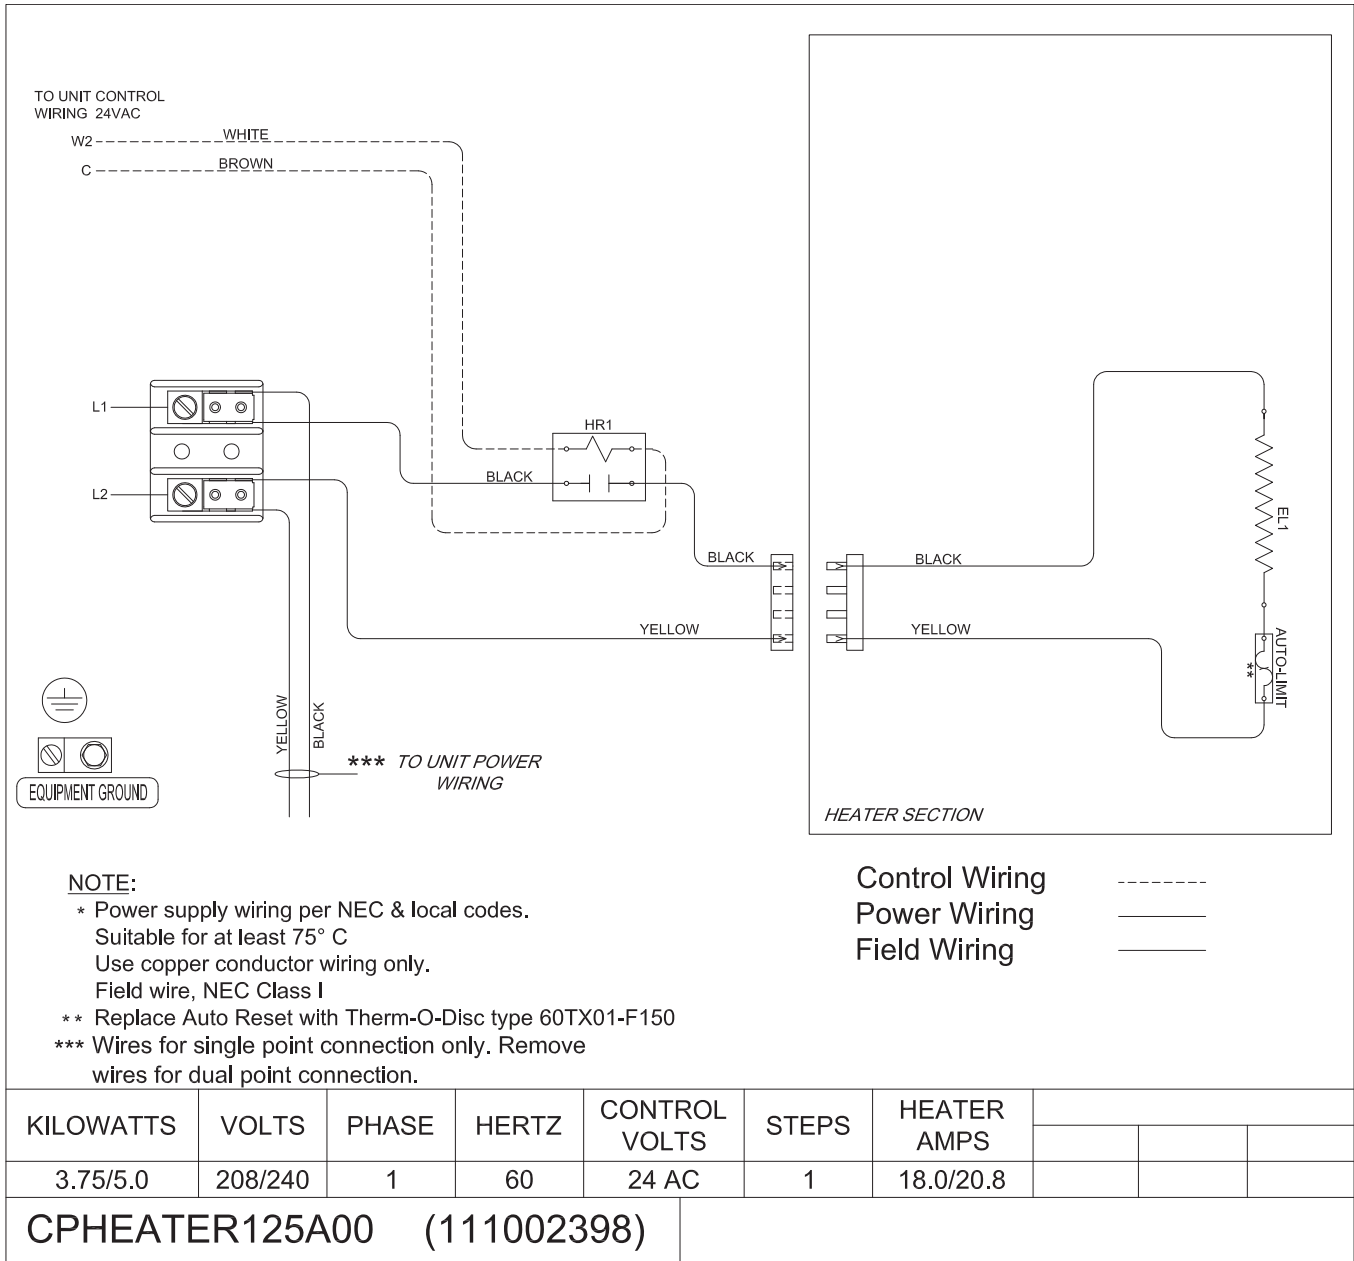 TO UNIT CONTROL
WIRING 24VAC
W2
WHITE
C
BROWN
L1
HR1
BLACK
L2
EL1
BLACK
BLACK
YELLOW
YELLOW
AUTO-LIMIT
**
YELLOW
BLACK
*** TO UNIT POWER
WIRING
EQUIPMENT GROUND
HEATER SECTION
NOTE:
* Power supply wiring per NEC & local codes.
Suitable for at least 75° C
Use copper conductor wiring only.
Field wire, NEC Class I
** Replace Auto Reset with Therm-O-Disc type 60TX01-F150
*** Wires for single point connection only. Remove
wires for dual point connection.
Control Wiring
Power Wiring
Field Wiring
KILOWATTS VOLTS PHASE HERTZ CONTROL VOLTS STEPS HEATER AMPS
3.75/5.0 208/240 1 60 24 AC 1 18.0/20.8
CPHEATER125A00 (111002398)